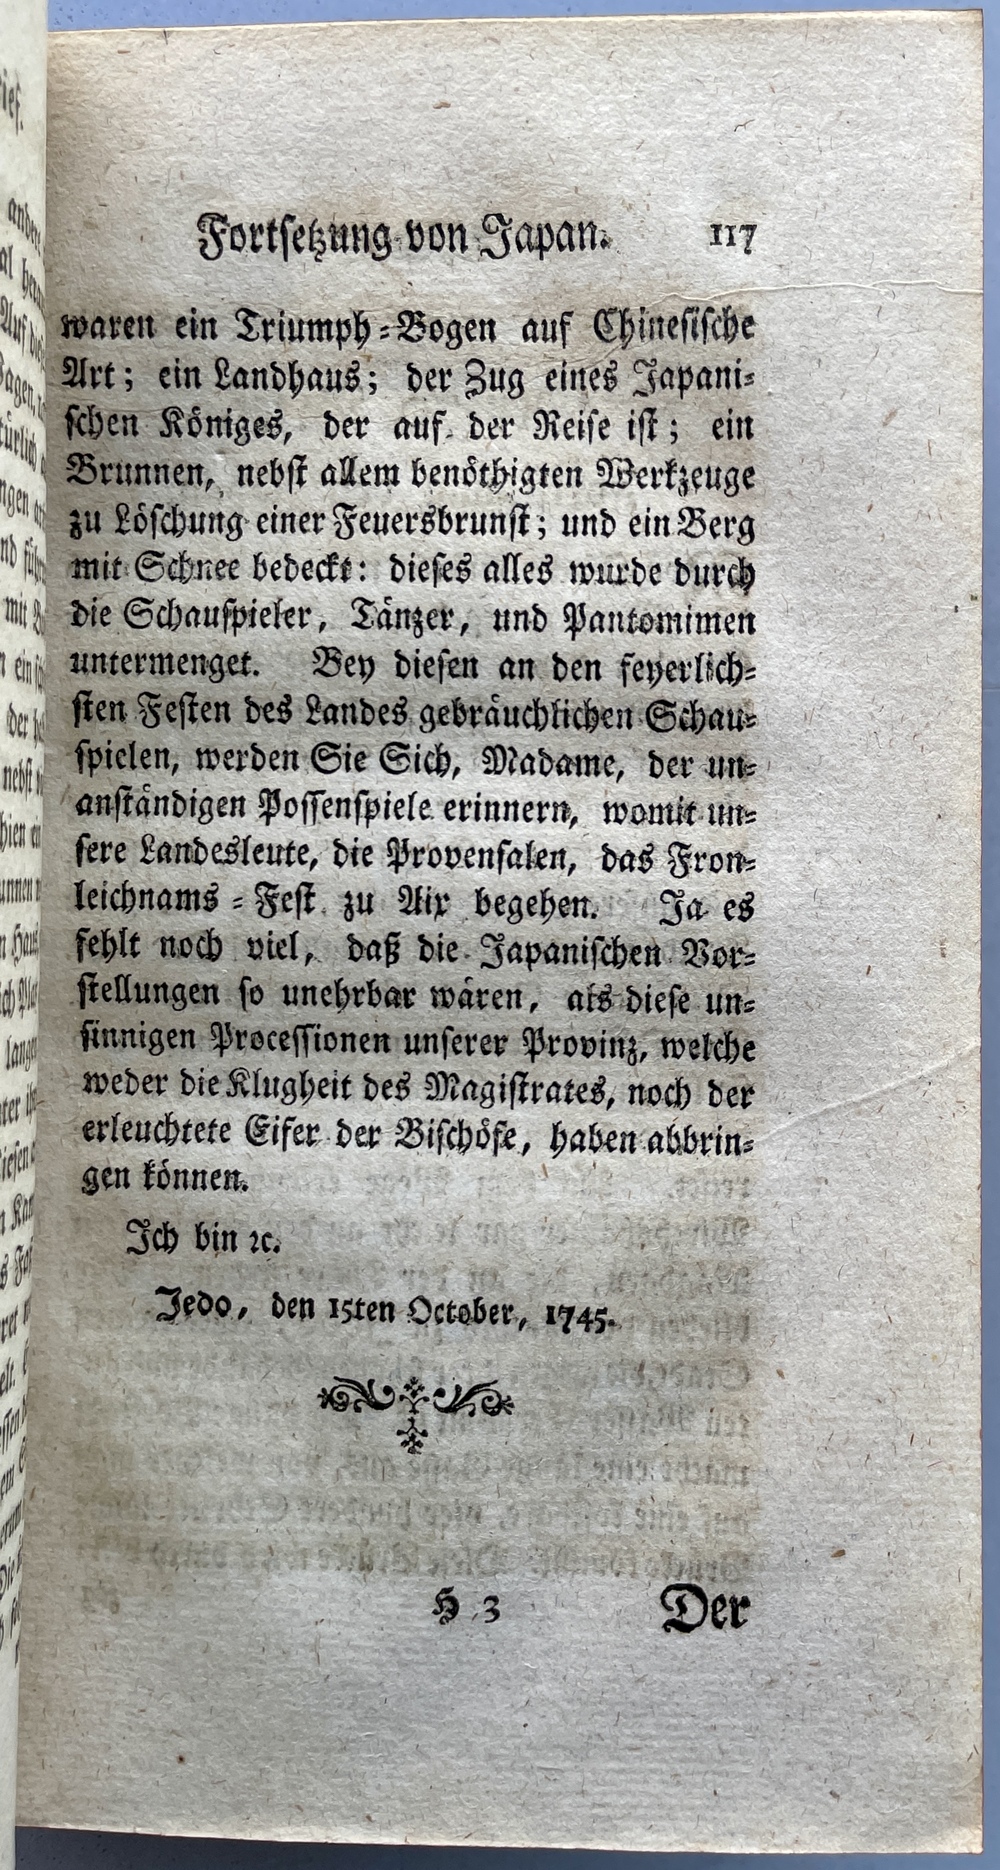 Fortsetzung von Japan. 117
waren ein Triumph=Bogen auf Chinesische
Art; ein Landhaus; der Zug eines Japani=
schen Königes, der auf der Reise ist; ein
Brunnen, nebst allem benöthigten Werkzeuge
zu Löschung einer Feuersbrunst; und ein Berg
mit Schnee bedeckt: dieses alles wurde durch
die Schauspieler, Tänzer, und Pantomimen
untermenget. Bey diesen an den feyerlich=
sten Festen des Landes gebräuchlichen Schau=
spielen, werden Sie Sich, Madame, der un=
anständigen Possenspiele erinnern, womit un=
sere Landesleute, die Provensalen, das Fron=
leichnams=Fest zu Aix begehen. Ja es
fehlt noch viel, daß die Japanischen Vor=
stellungen so unehrbar wären, als diese un=
sinnigen Processionen unserer Provinz, welche
weder die Klugheit des Magistrates, noch der
erleuchtete Eifer der Bischöfe, haben abbrin=
gen können.
Ich bin ꝛc.
Jedo, den 15ten October, 1745.
H 3 Der